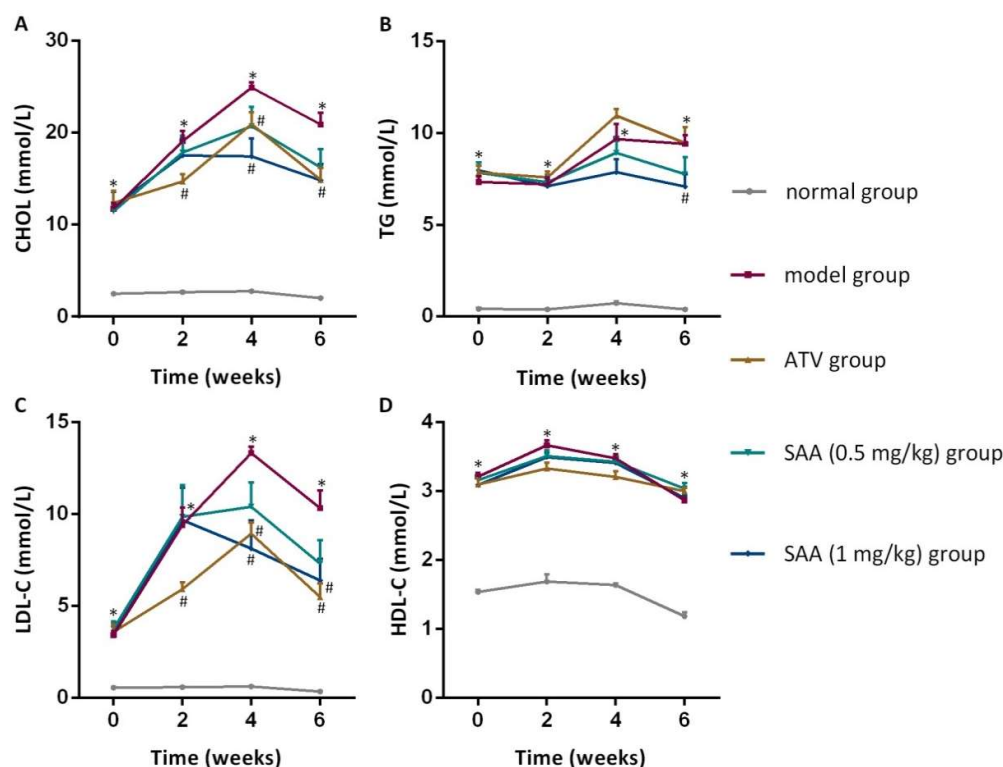 A
CHOL (mmol/L)
30
20
10
0
* * * *
# # # #
0 2 4 6
Time (weeks)
B
TG (mmol/L)
15
10
5
0
* * * *
#
0 2 4 6
Time (weeks)
C
LDL-C (mmol/L)
15
10
5
0
* * * *
# # # # #
0 2 4 6
Time (weeks)
D
HDL-C (mmol/L)
4
3
2
1
0
* * * *
0 2 4 6
Time (weeks)
normal group
model group
ATV group
SAA (0.5 mg/kg) group
SAA (1 mg/kg) group